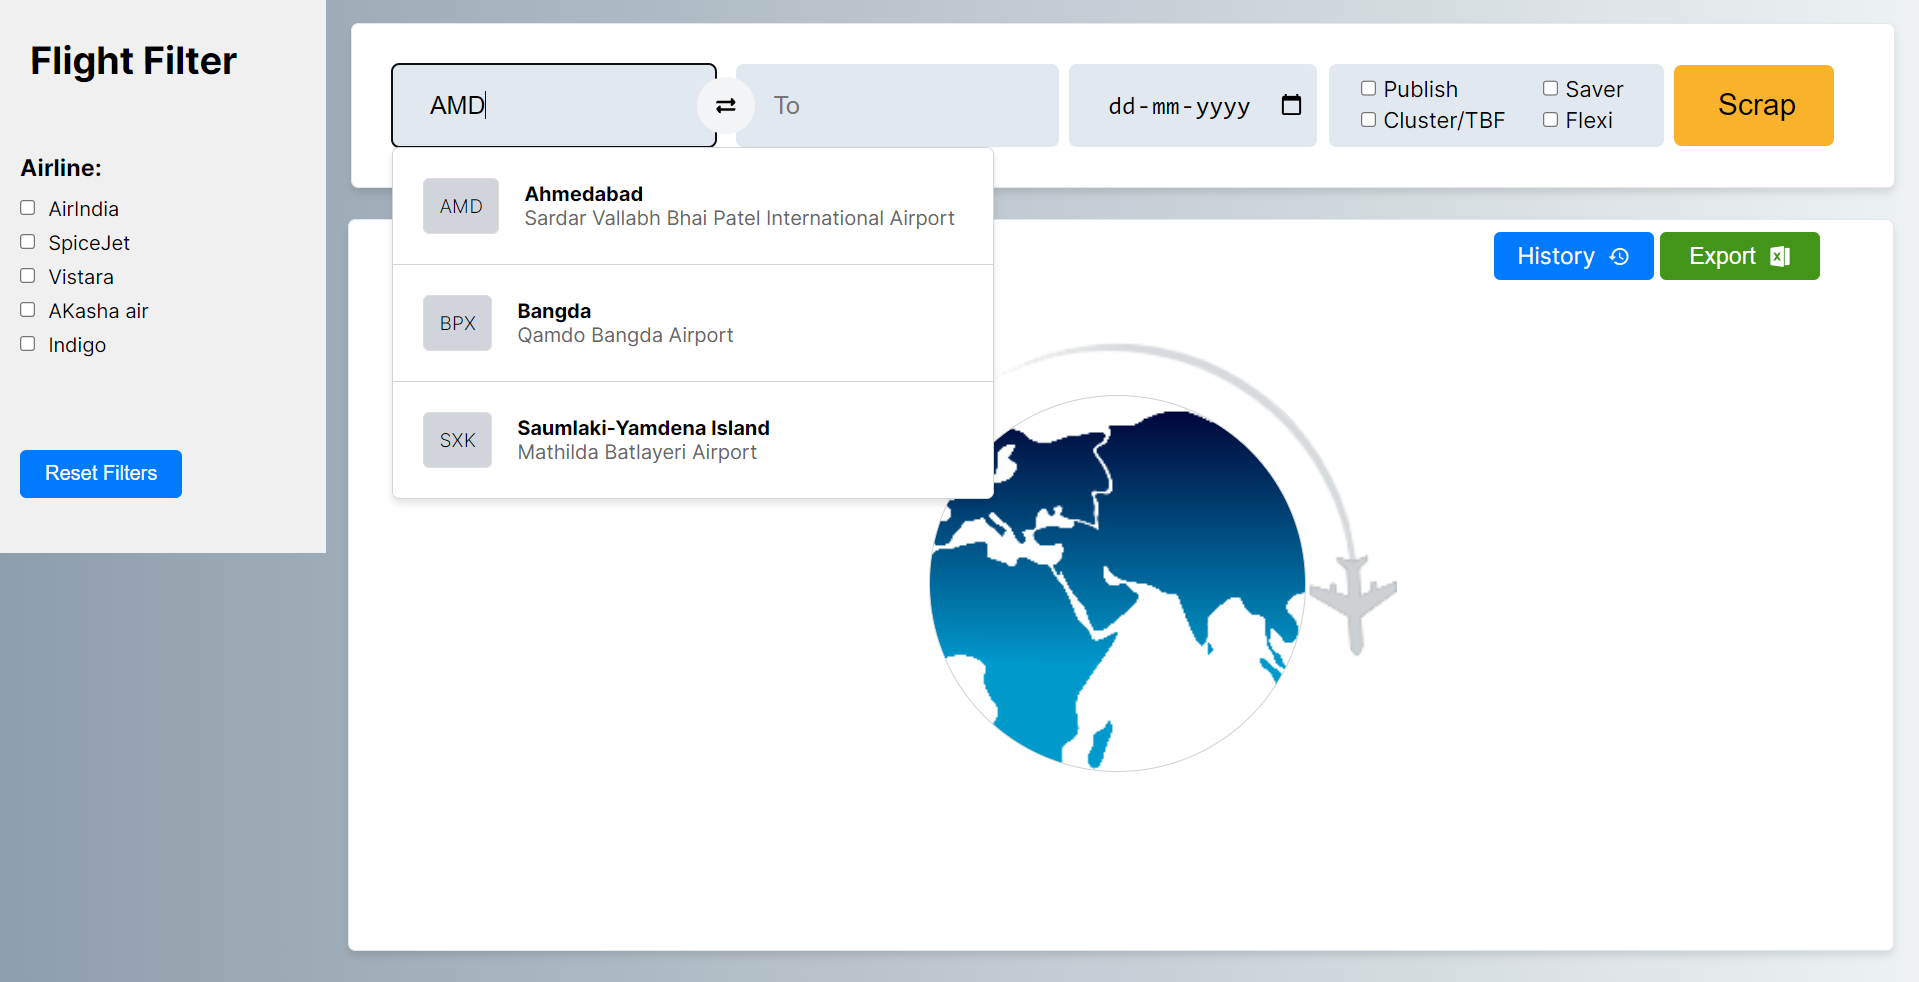 Flight Filter
Airline:
AirIndia
SpiceJet
Vistara
AKasha air
Indigo
Reset Filters
AMD
To
dd-mm-yyyy
Publish
Saver
Cluster/TBF
Flexi
Scrap
AMD
Ahmedabad
Sardar Vallabh Bhai Patel International Airport
BPX
Bangda
Qamdo Bangda Airport
SXK
Saumlaki-Yamdena Island
Mathilda Batlayeri Airport
History
Export